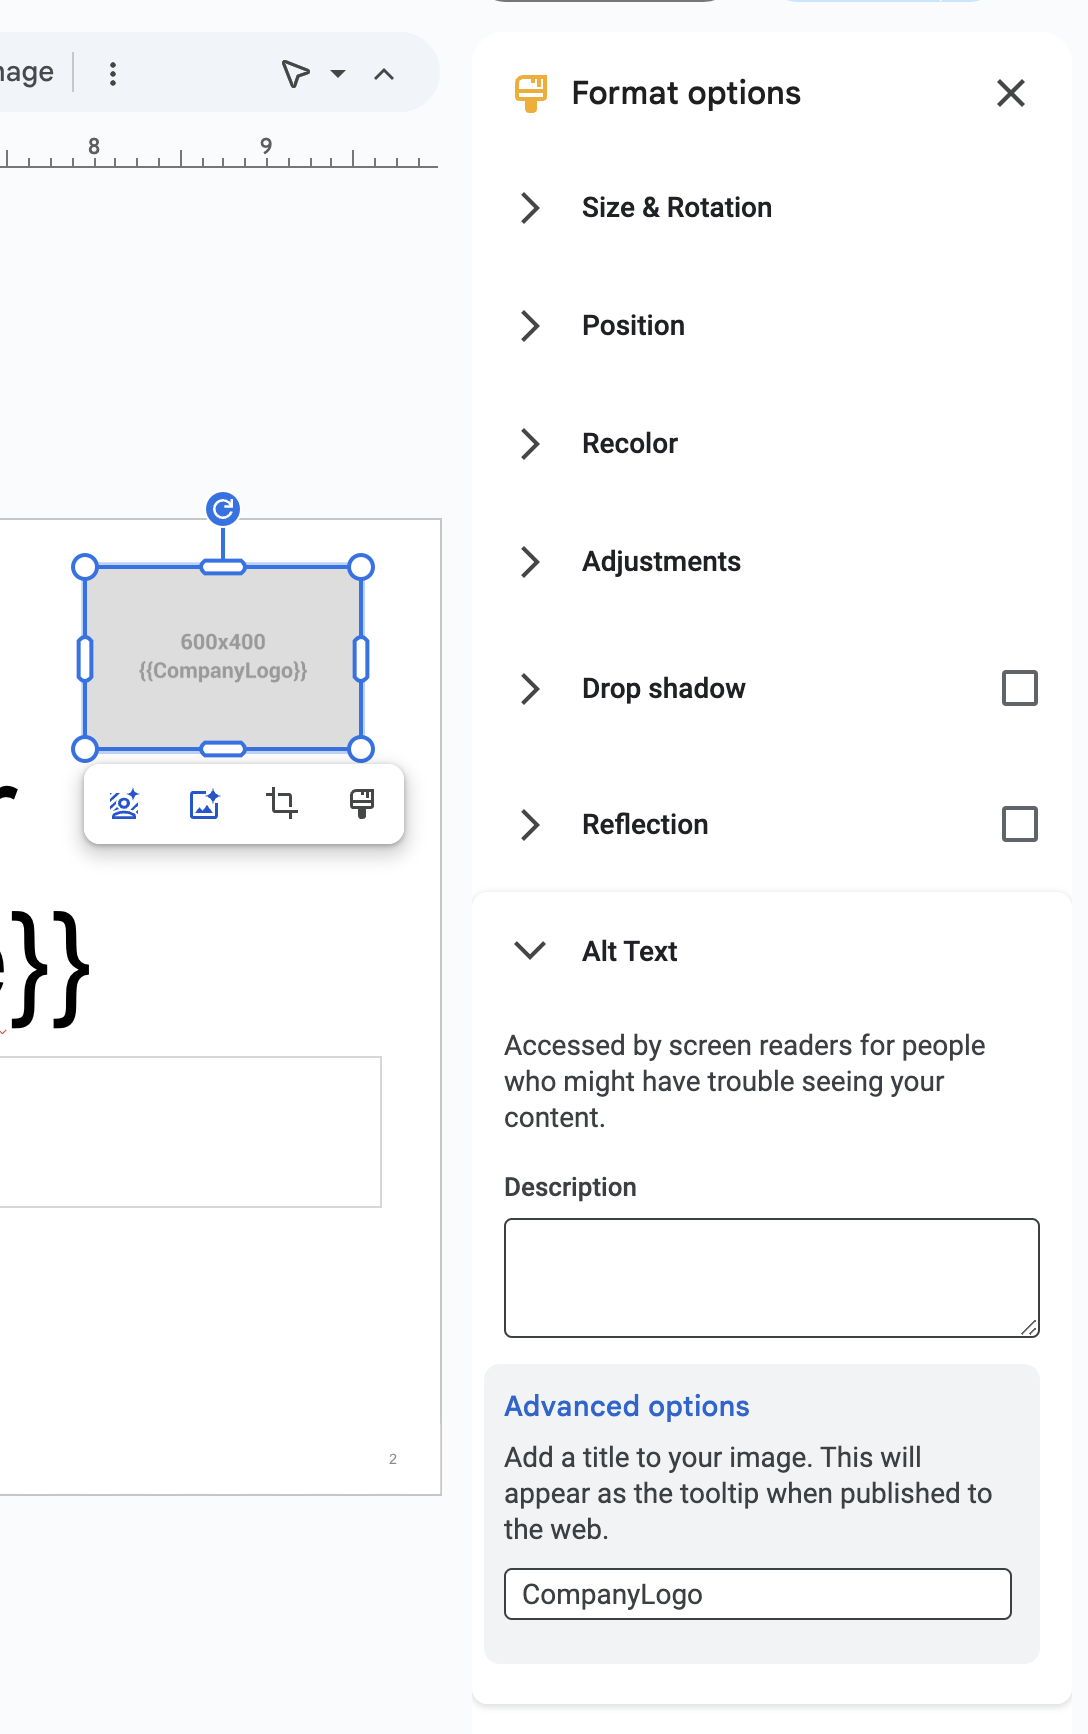 Format options
8
9
Size & Rotation
Position
Recolor
Adjustments
600x400
{{CompanyLogo}}
Drop shadow
Reflection
}}
Alt Text
Accessed by screen readers for people
who might have trouble seeing your
content.
Description
Advanced options
Add a title to your image. This will
appear as the tooltip when published to
the web.
CompanyLogo
2